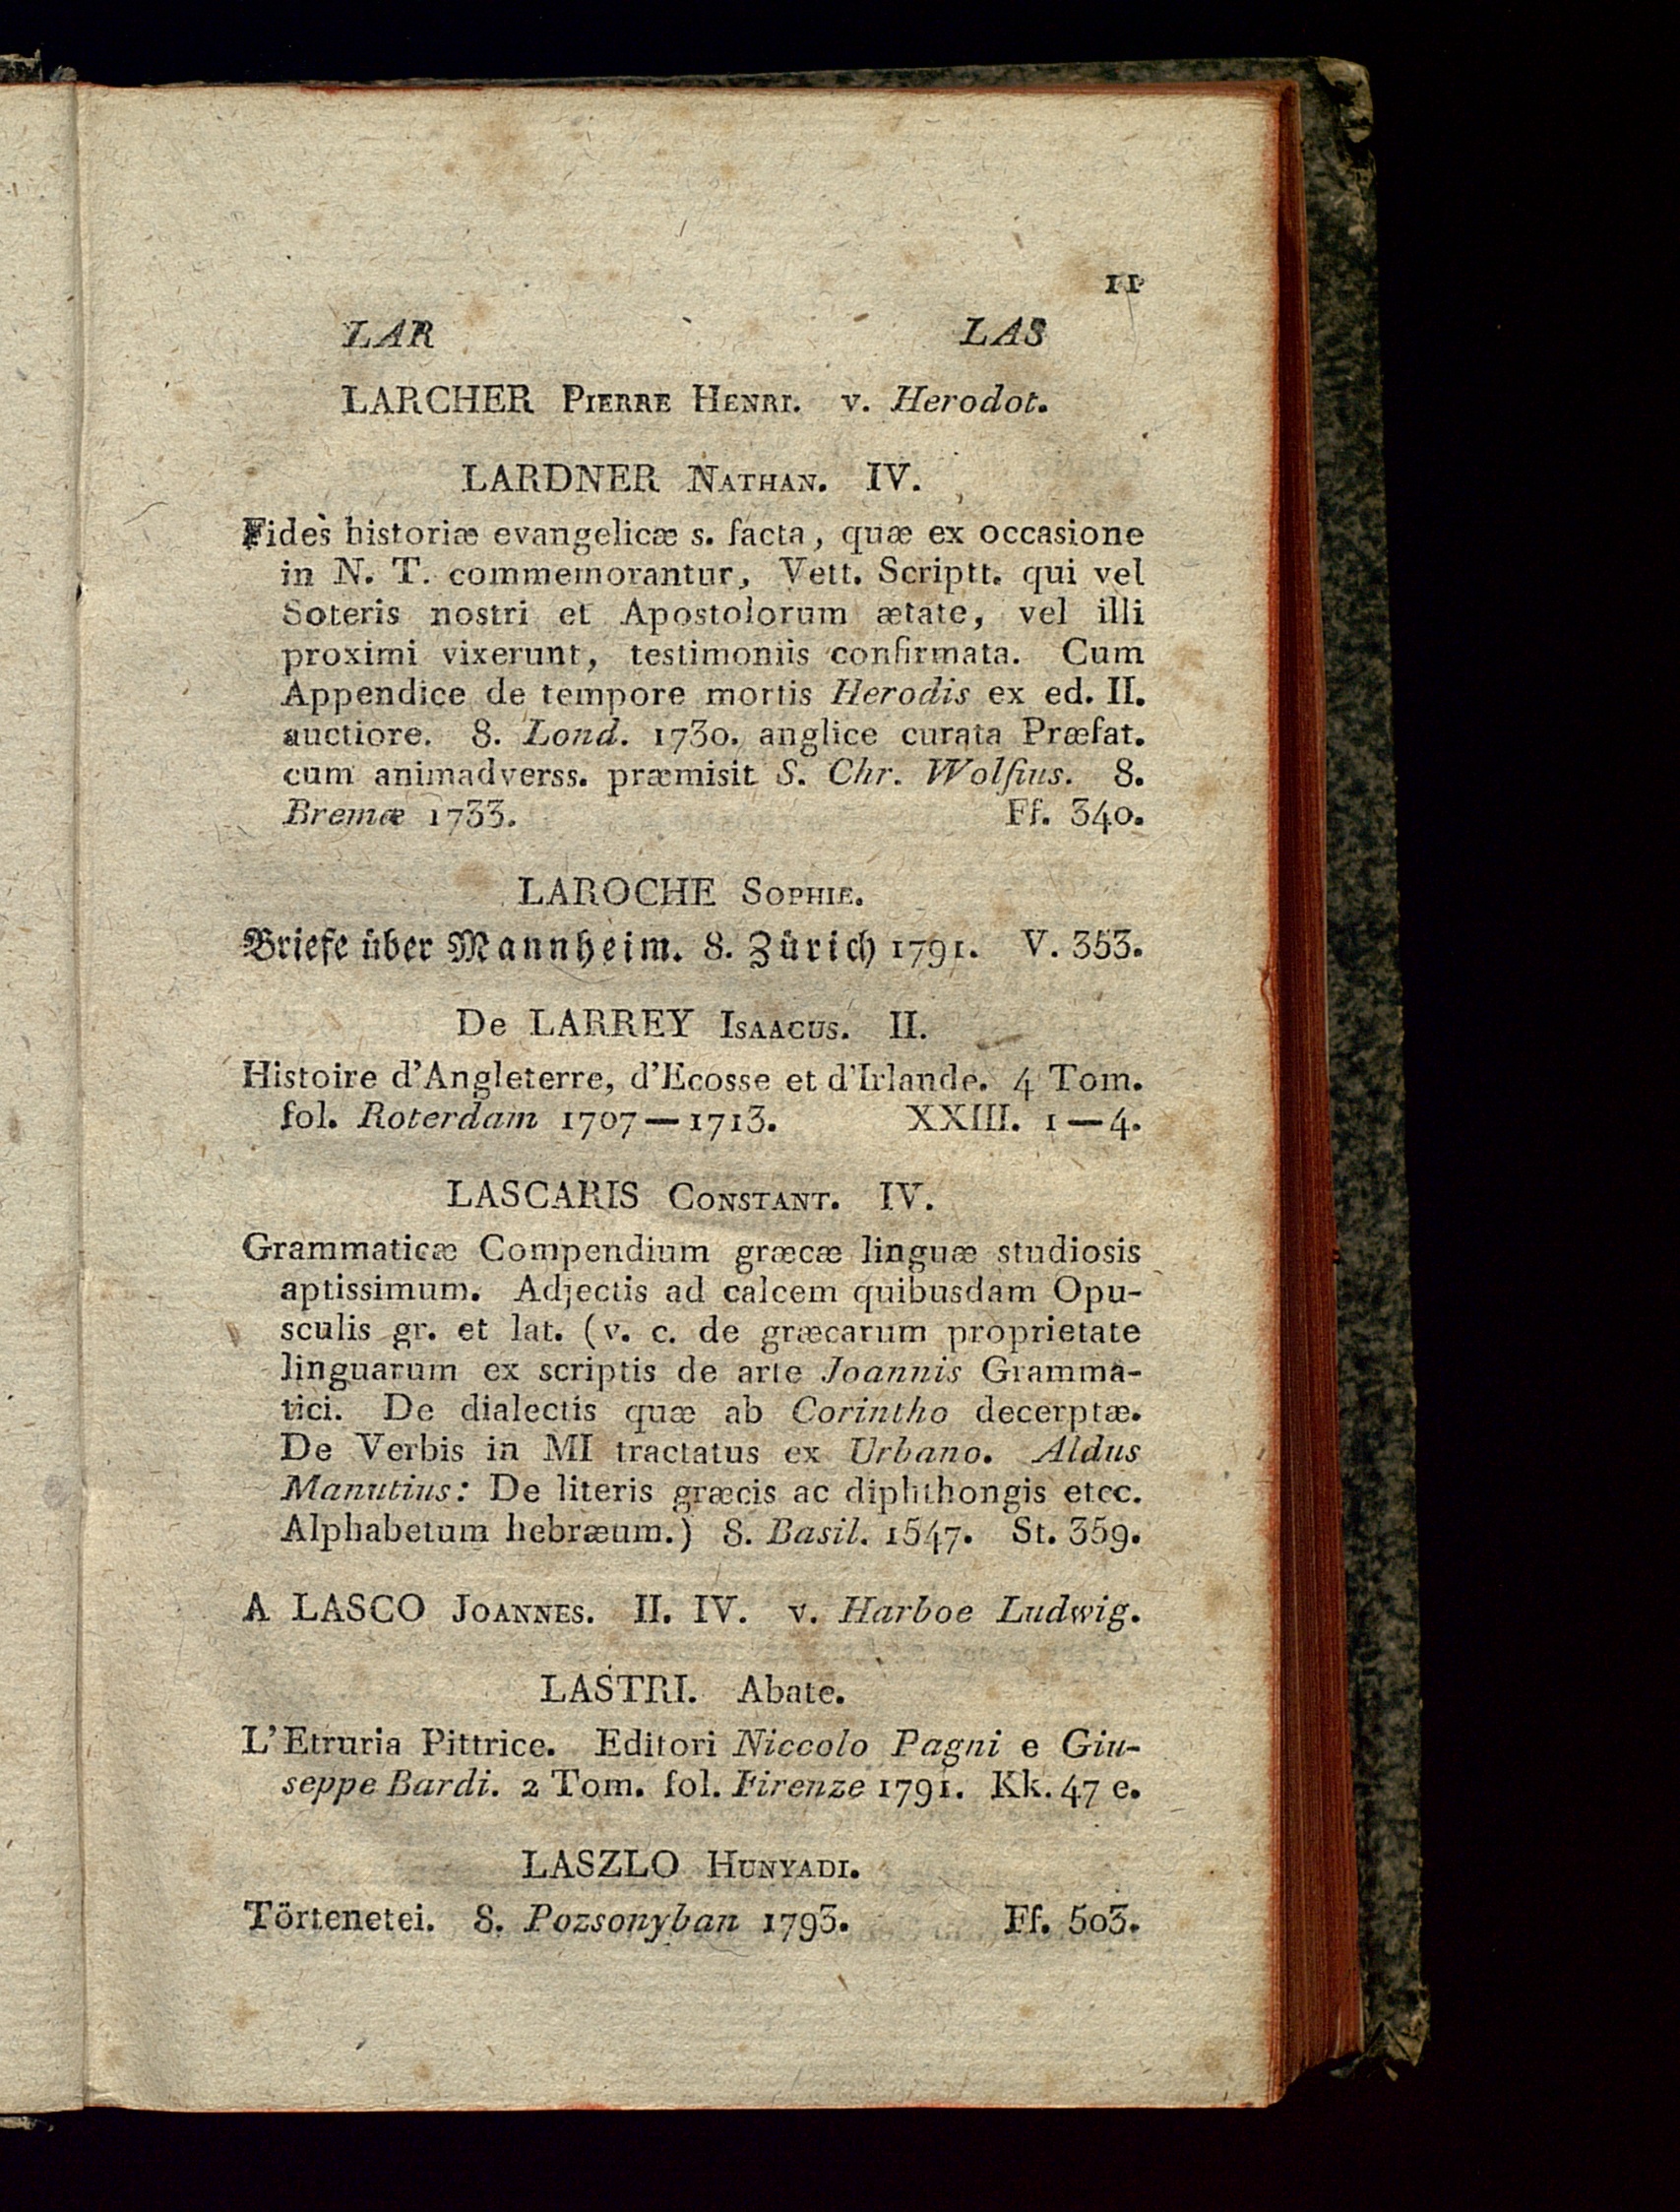 11
LAR LAS
LARCHER PIERRE HENRI. v. Herodot.
LARDNER NATHAN. IV.
Fides historiæ evangelicæ s. facta, quæ ex occasione
in N. T. commemorantur, Vett. Scriptt. qui vel
Soteris nostri et Apostolorum ætate, vel illi
proximi vixerunt, testimoniis confirmata. Cum
Appendice de tempore mortis Herodis ex ed. II.
auctiore. 8. Lond. 1730. anglice curata Præfat.
cum animadverss. præmisit S. Chr. Wolfius. 8.
Bremæ 1733. Ff. 340.
LAROCHE SOPHIE.
Briefe über Mannheim. 8. Zürich 1791. V. 353.
De LARREY ISAACUS. II.
Histoire d'Angleterre, d'Ecosse et d'Irlande. 4 Tom.
fol. Roterdam 1707—1713. XXIII. 1—4.
LASCARIS CONSTANT. IV.
Grammaticæ Compendium græcæ linguæ studiosis
aptissimum. Adjectis ad calcem quibusdam Opu-
sculis gr. et lat. (v. c. de græcarum proprietate
linguarum ex scriptis de arte Joannis Gramma-
tici. De dialectis quæ ab Corintho decerptæ.
De Verbis in MI tractatus ex Urbano. Aldus
Manutius: De literis græcis ac diphthongis etcc.
Alphabetum hebræum.) 8. Basil. 1547. St. 359.
A LASCO JOANNES. II. IV. v. Harboe Ludwig.
LASTRI. Abate.
L'Etruria Pittrice. Editori Niccolo Pagni e Giu-
seppe Bardi. 2 Tom. fol. Firenze 1791. Kk. 47 e.
LASZLO HUNYADI.
Törtenetei. 8. Pozsonyban 1793. Ff. 503.